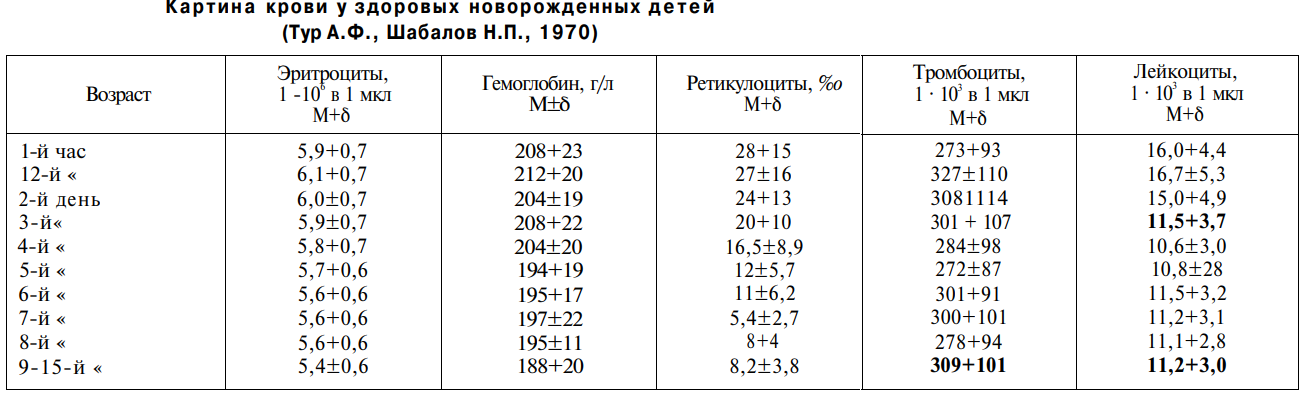 Картина крови у здоровых новорожденных детей
(Тур А.Ф., Шабалов Н.П., 1970)
Возраст Эритроциты, 1 -10⁶ в 1 мкл М+δ Гемоглобин, г/л М±δ Ретикулоциты, ‰ М+δ Тромбоциты, 1 · 10³ в 1 мкл М+δ Лейкоциты, 1 · 10³ в 1 мкл М+δ
1-й час 5,9+0,7 208+23 28+15 273+93 16,0+4,4
12-й « 6,1+0,7 212+20 27±16 327±110 16,7±5,3
2-й день 6,0±0,7 204±19 24+13 3081114 15,0+4,9
3-й« 5,9±0,7 208+22 20+10 301 + 107 11,5+3,7
4-й « 5,8+0,7 204±20 16,5±8,9 284±98 10,6±3,0
5-й « 5,7+0,6 194+19 12±5,7 272±87 10,8±28
6-й « 5,6+0,6 195+17 11±6,2 301+91 11,5+3,2
7-й « 5,6+0,6 197±22 5,4±2,7 300+101 11,2+3,1
8-й « 5,6+0,6 195±11 8+4 278+94 11,1+2,8
9-15-й « 5,4±0,6 188+20 8,2±3,8 309+101 11,2+3,0